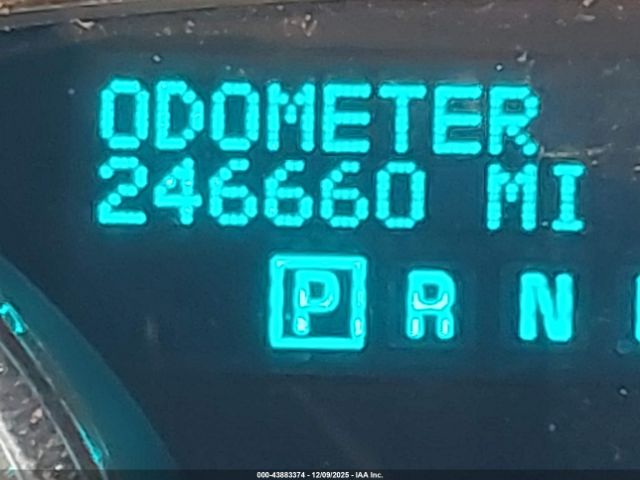 ODOMETER
246660 MI
P R N
000-43883374 - 12/09/2025 - IAA Inc.